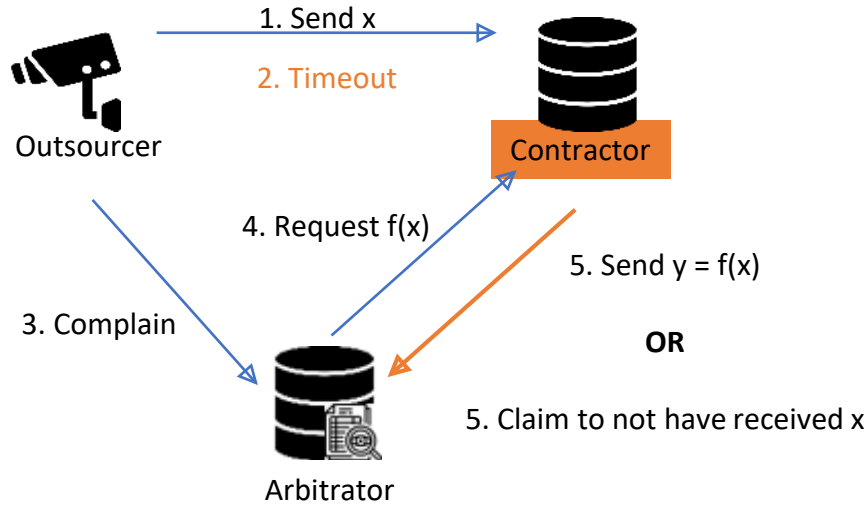 1. Send x
2. Timeout
Outsourcer
Contractor
4. Request f(x)
5. Send y = f(x)
3. Complain
OR
5. Claim to not have received x
Arbitrator